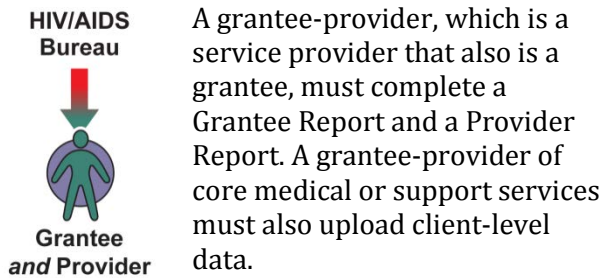 HIV/AIDS
Bureau
Grantee
and Provider
A grantee-provider, which is a
service provider that also is a
grantee, must complete a
Grantee Report and a Provider
Report. A grantee-provider of
core medical or support services
must also upload client-level
data.